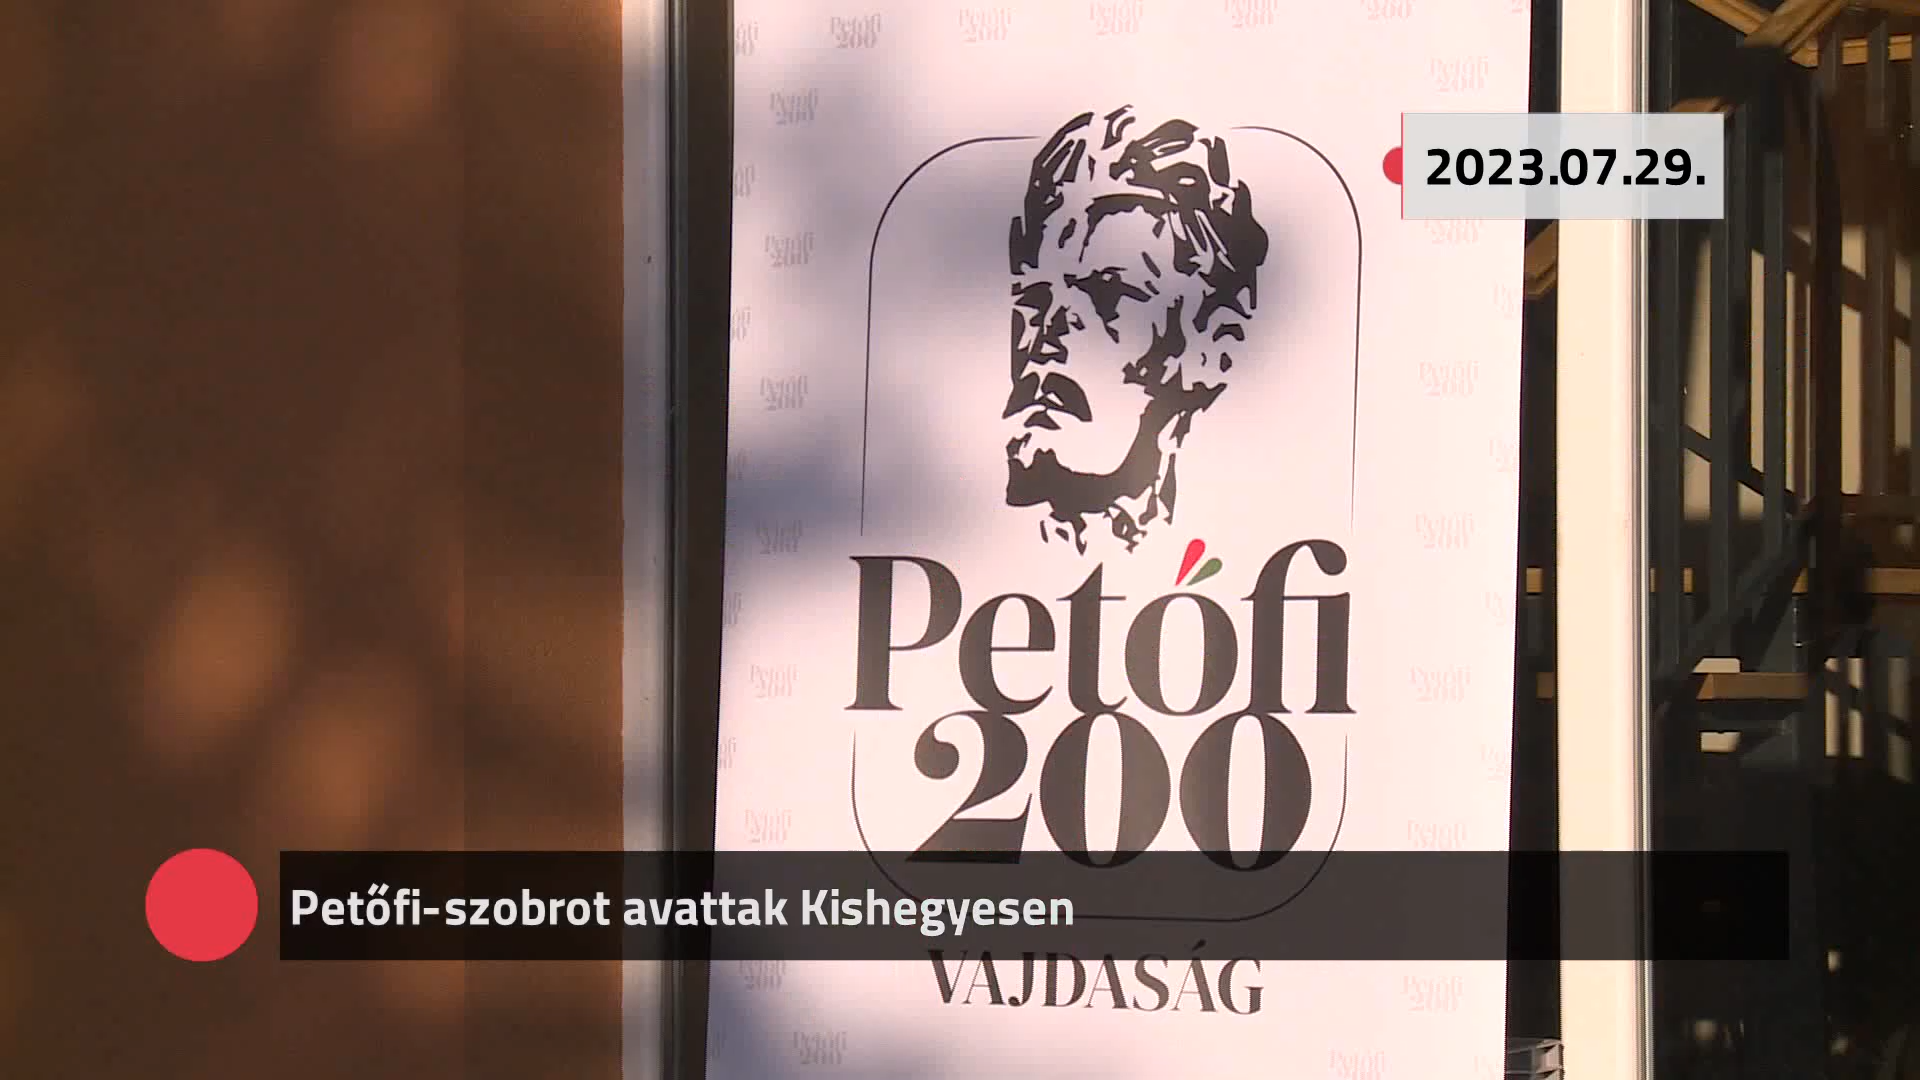 2023.07.29.
Petőfi
200
Petőfi-szobrot avattak Kishegyesen
VAJDASÁG